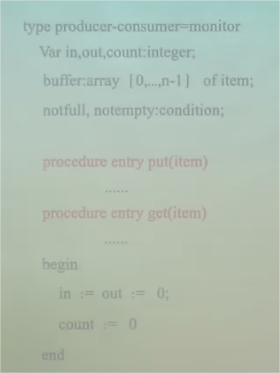 type producer-consumer=monitor
Var in,out,count:integer;
buffer:array [0,...,n-1] of item;
notfull, notempty:condition;
procedure entry put(item)
......
procedure entry get(item)
......
begin
in := out := 0;
count := 0
end